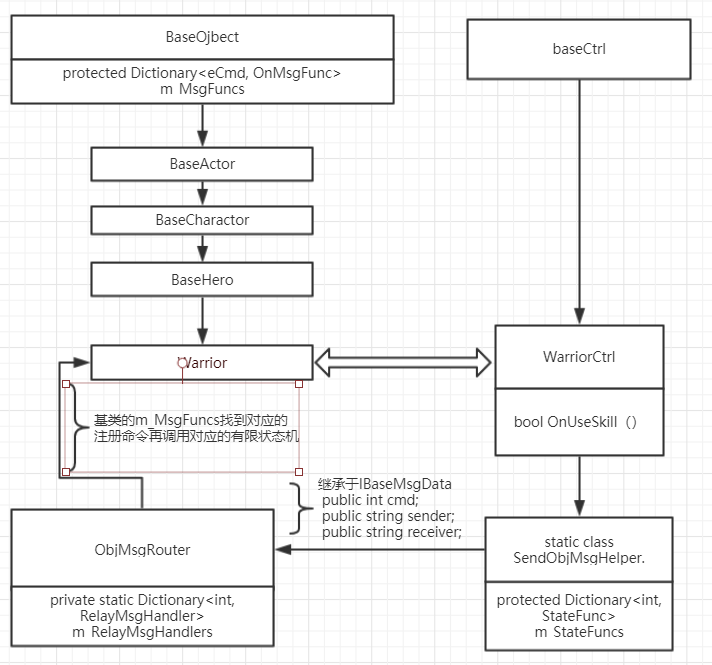 BaseOjbect
protected Dictionary<eCmd, OnMsgFunc>
m_MsgFuncs
baseCtrl
BaseActor
BaseCharactor
BaseHero
Warrior
WarriorCtrl
bool OnUseSkill（）
基类的m_MsgFuncs找到对应的
注册命令再调用对应的有限状态机
继承于IBaseMsgData
public int cmd;
public string sender;
public string receiver;
ObjMsgRouter
private static Dictionary<int,
RelayMsgHandler>
m_RelayMsgHandlers
static class
SendObjMsgHelper.
protected Dictionary<int,
StateFunc>
m_StateFuncs